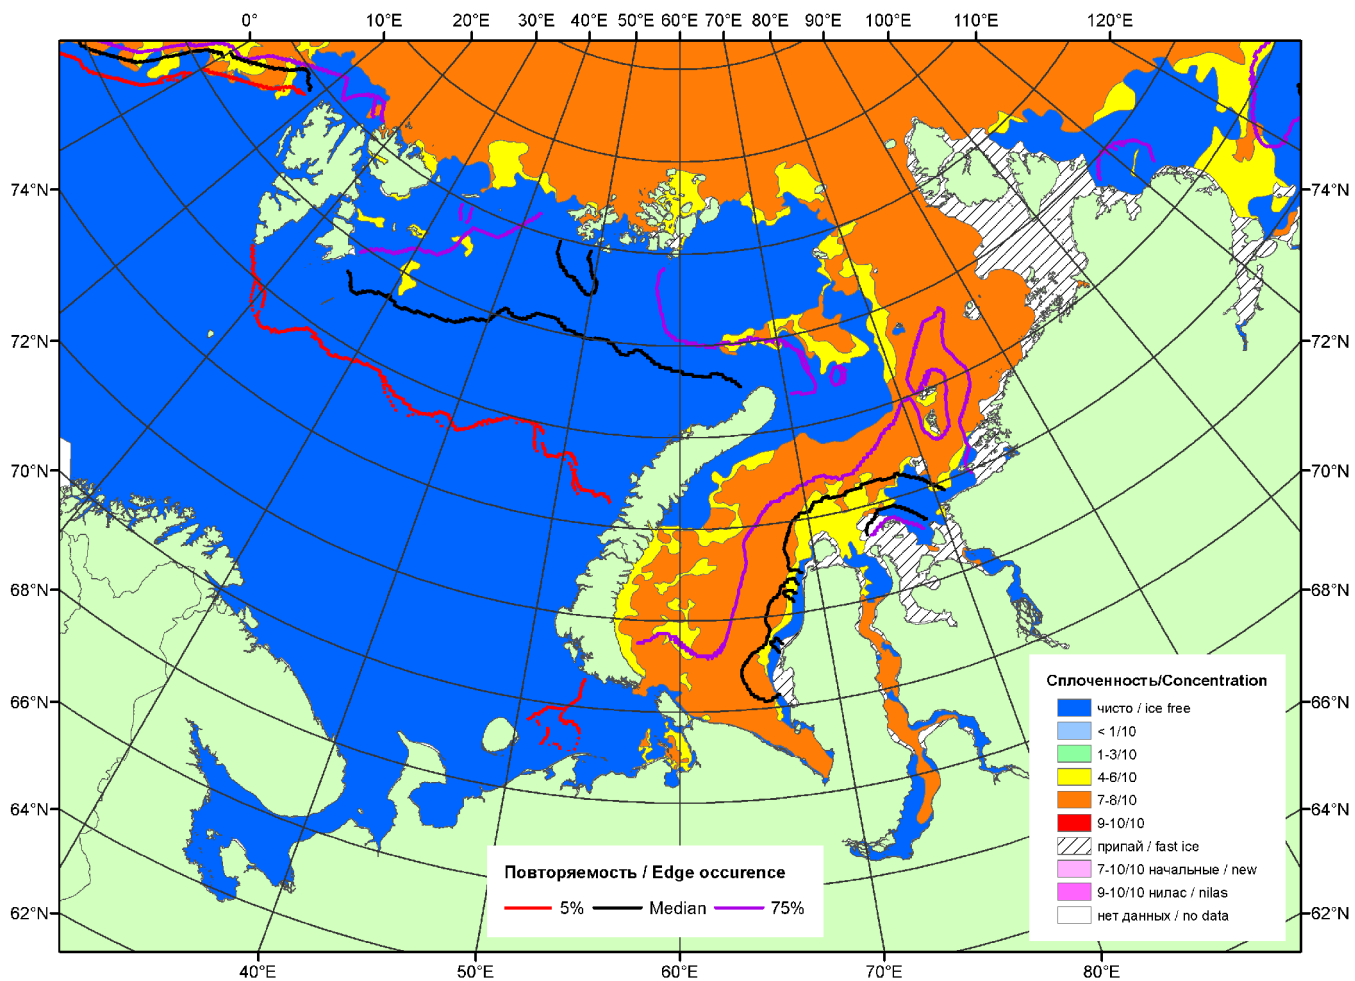 0° 10°E 20°E 30°E 40°E 50°E 60°E 70°E 80°E 90°E 100°E 110°E 120°E
74°N 74°N
72°N 72°N
70°N 70°N
68°N 68°N
66°N 66°N
64°N 64°N
62°N 62°N
Сплоченность/Concentration
чисто / ice free
< 1/10
1-3/10
4-6/10
7-8/10
9-10/10
припай / fast ice
7-10/10 начальные / new
9-10/10 нилас / nilas
нет данных / no data
Повторяемость / Edge occurence
5% Median 75%
40°E 50°E 60°E 70°E 80°E